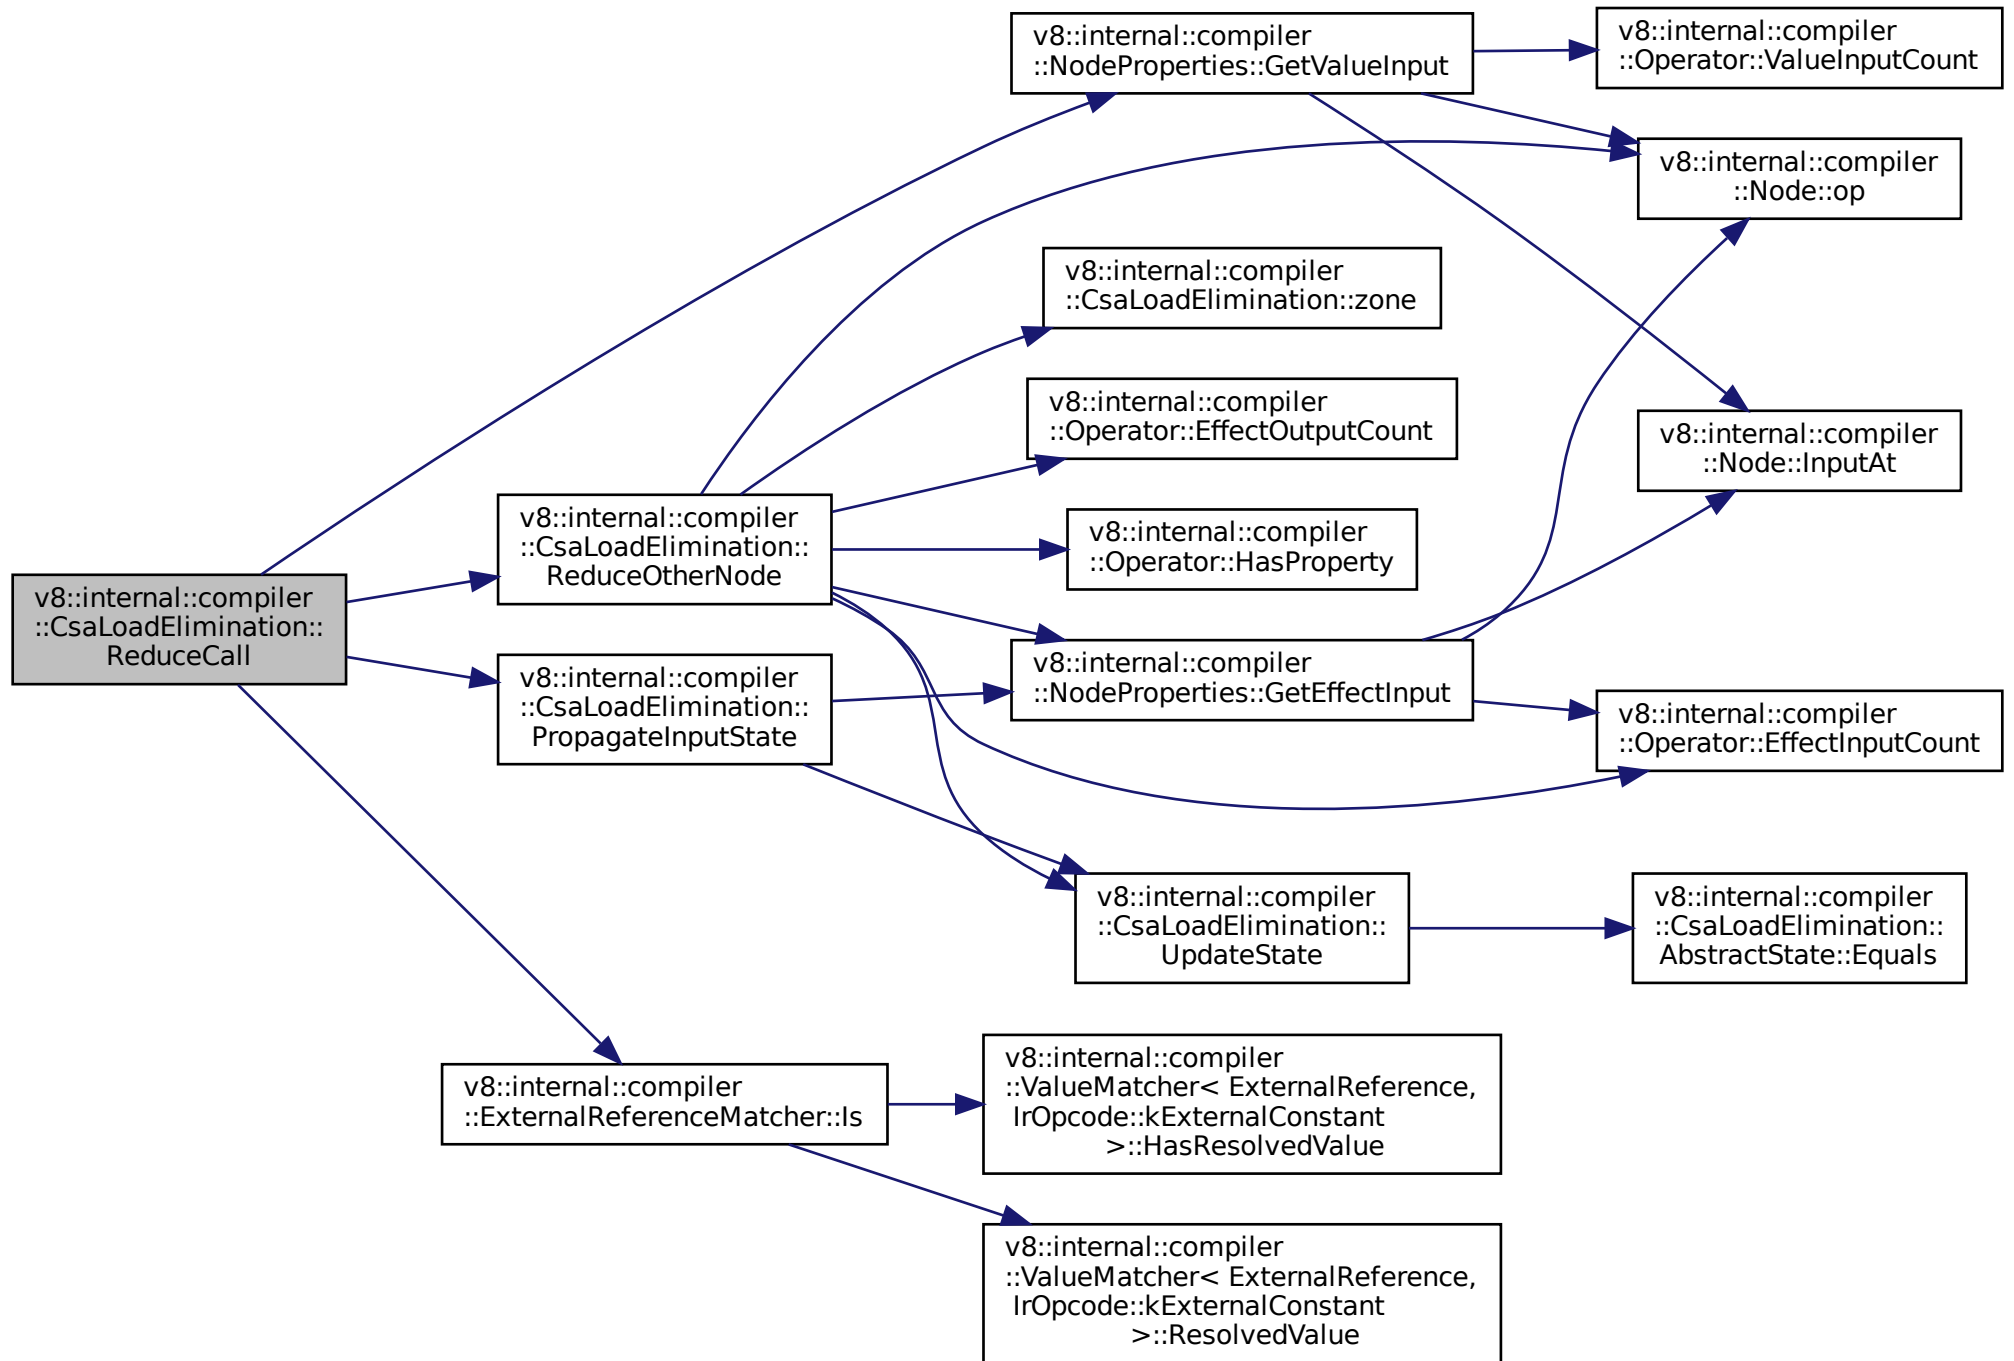 v8::internal::compiler
::CsaLoadElimination::
ReduceCall
v8::internal::compiler
::NodeProperties::GetValueInput
v8::internal::compiler
::Operator::ValueInputCount
v8::internal::compiler
::Node::op
v8::internal::compiler
::CsaLoadElimination::zone
v8::internal::compiler
::Operator::EffectOutputCount
v8::internal::compiler
::Node::InputAt
v8::internal::compiler
::CsaLoadElimination::
ReduceOtherNode
v8::internal::compiler
::Operator::HasProperty
v8::internal::compiler
::CsaLoadElimination::
PropagateInputState
v8::internal::compiler
::NodeProperties::GetEffectInput
v8::internal::compiler
::Operator::EffectInputCount
v8::internal::compiler
::CsaLoadElimination::
UpdateState
v8::internal::compiler
::CsaLoadElimination::
AbstractState::Equals
v8::internal::compiler
::ExternalReferenceMatcher::Is
v8::internal::compiler
::ValueMatcher< ExternalReference,
IrOpcode::kExternalConstant
>::HasResolvedValue
v8::internal::compiler
::ValueMatcher< ExternalReference,
IrOpcode::kExternalConstant
>::ResolvedValue